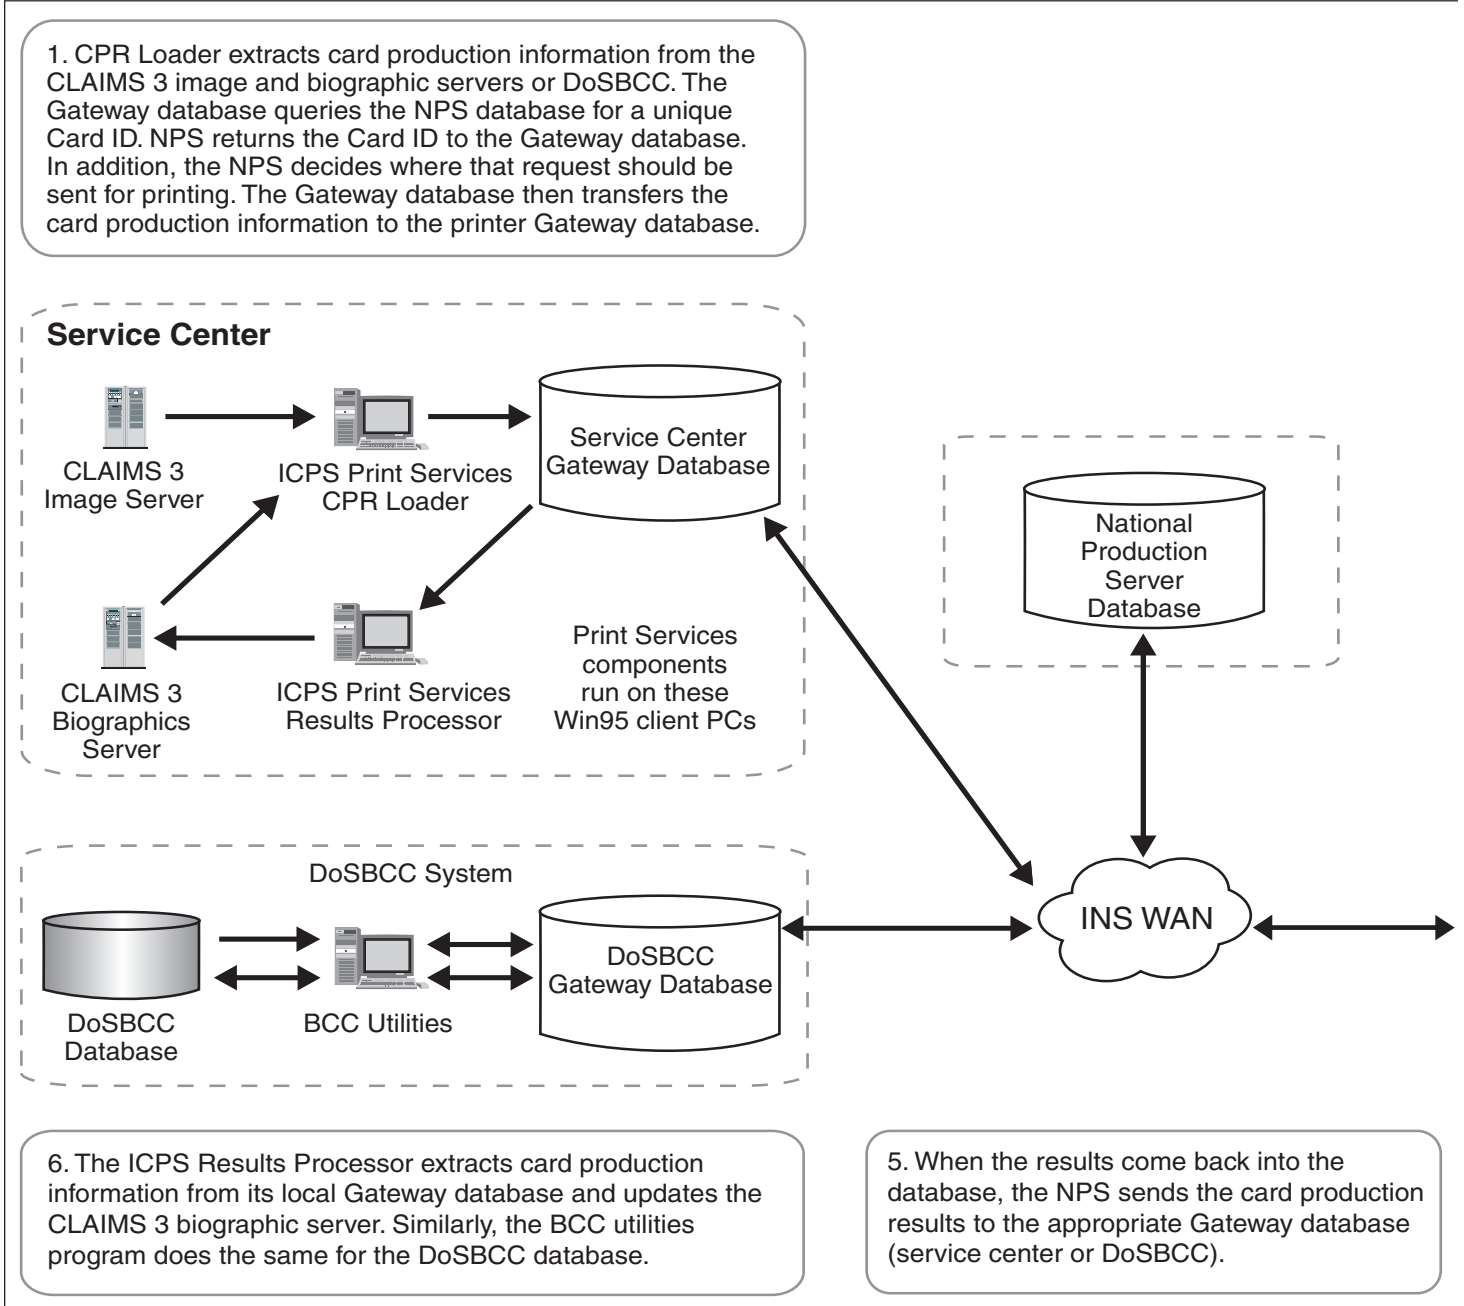 1. CPR Loader extracts card production information from the
CLAIMS 3 image and biographic servers or DoSBCC. The
Gateway database queries the NPS database for a unique
Card ID. NPS returns the Card ID to the Gateway database.
In addition, the NPS decides where that request should be
sent for printing. The Gateway database then transfers the
card production information to the printer Gateway database.
Service Center
CLAIMS 3
Image Server
ICPS Print Services
CPR Loader
Service Center
Gateway Database
CLAIMS 3
Biographics
Server
ICPS Print Services
Results Processor
Print Services
components
run on these
Win95 client PCs
National
Production
Server
Database
DoSBCC System
DoSBCC
Database
BCC Utilities
DoSBCC
Gateway Database
INS WAN
6. The ICPS Results Processor extracts card production
information from its local Gateway database and updates the
CLAIMS 3 biographic server. Similarly, the BCC utilities
program does the same for the DoSBCC database.
5. When the results come back into the
database, the NPS sends the card production
results to the appropriate Gateway database
(service center or DoSBCC).